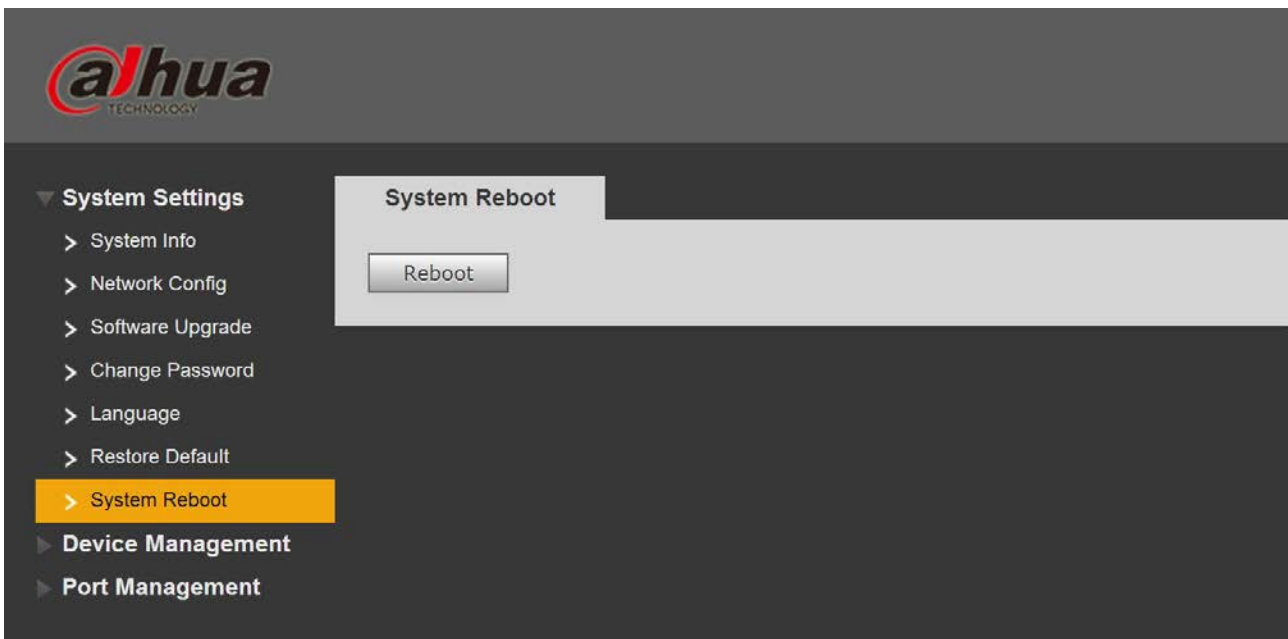 alhua
TECHNOLOGY
System Settings
System Info
Network Config
Software Upgrade
Change Password
Language
Restore Default
System Reboot
Device Management
Port Management
System Reboot
Reboot